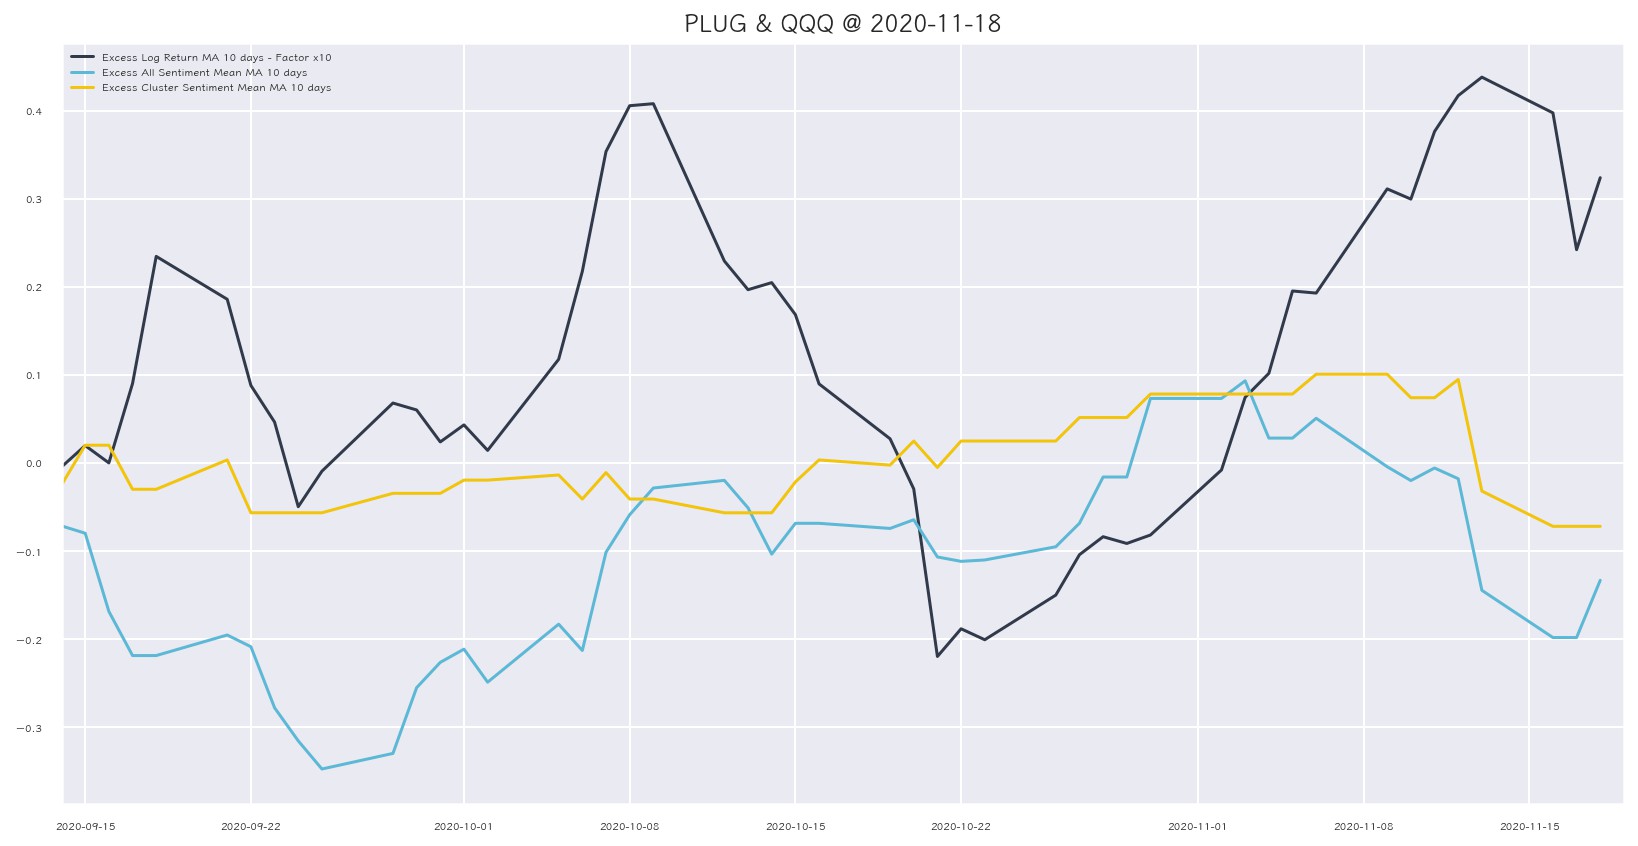 PLUG & QQQ @ 2020-11-18
Excess Log Return MA 10 days - Factor x10
Excess All Sentiment Mean MA 10 days
Excess Cluster Sentiment Mean MA 10 days
0.4
0.3
0.2
0.1
0.0
−0.1
−0.2
−0.3
2020-09-15 2020-09-22 2020-10-01 2020-10-08 2020-10-15 2020-10-22 2020-11-01 2020-11-08 2020-11-15